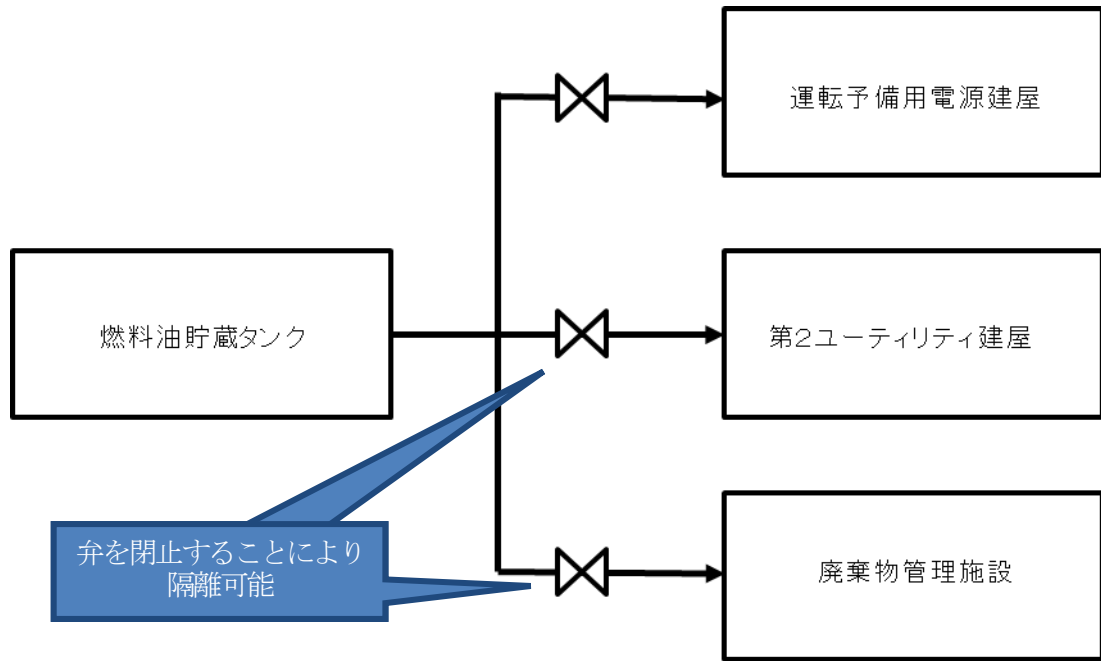 運転予備用電源建屋
燃料油貯蔵タンク
第2ユーティリティ建屋
弁を閉止することにより
隔離可能
廃棄物管理施設